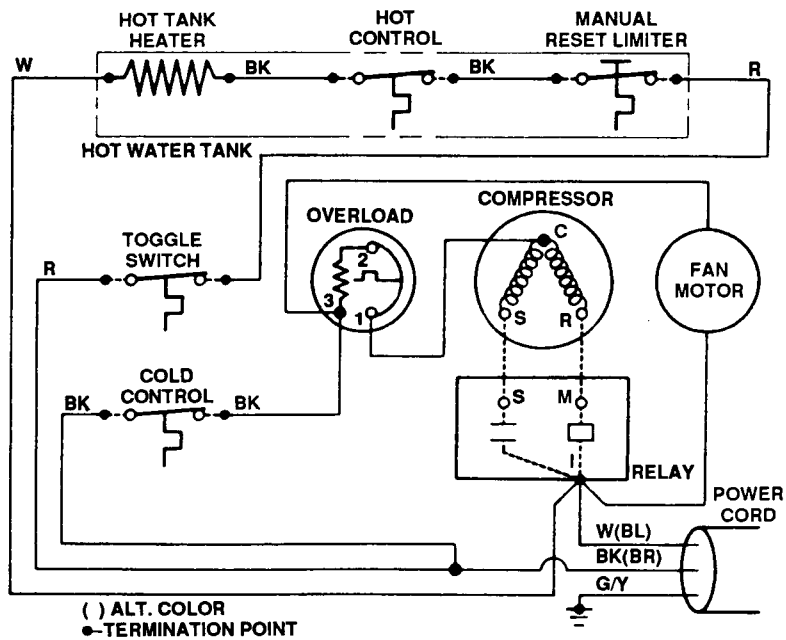 HOT TANK
HEATER
HOT
CONTROL
MANUAL
RESET LIMITER
W
BK
BK
R
HOT WATER TANK
OVERLOAD
COMPRESSOR
C
2
3
1
S
R
FAN
MOTOR
TOGGLE
SWITCH
R
COLD
CONTROL
BK
BK
S
M
I
RELAY
POWER
CORD
W(BL)
BK(BR)
G/Y
( ) ALT. COLOR
●-TERMINATION POINT